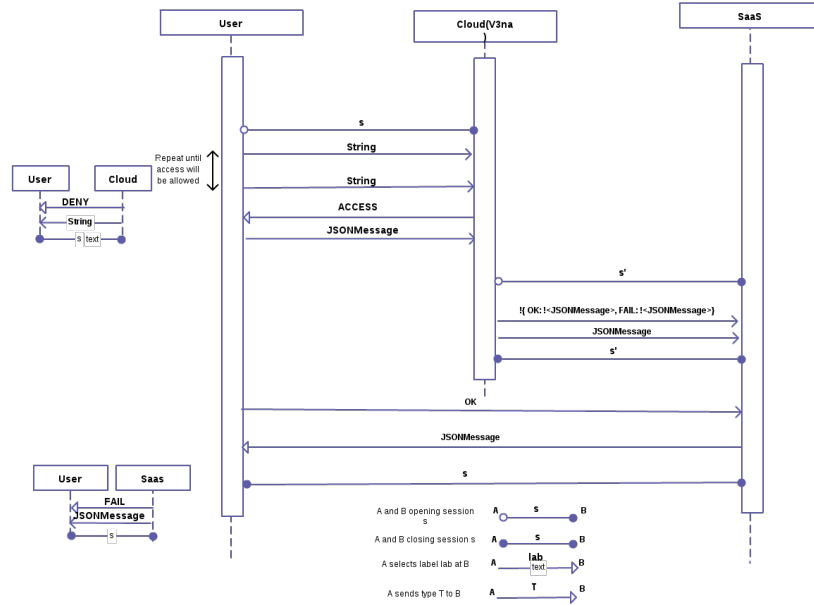 User
Cloud(V3na
)
SaaS
s
String
Repeat until
access will
be allowed
User
Cloud
String
DENY
ACCESS
String
JSONMessage
s
text
s'
!{ OK: !<JSONMessage>, FAIL: !<JSONMessage>}
JSONMessage
s'
OK
JSONMessage
s
User
Saas
FAIL
JSONMessage
s
A and B opening session
s
A
s
B
A and B closing session s
A
s
B
A selects label lab at B
A
lab
text
B
A sends type T to B
A
T
B